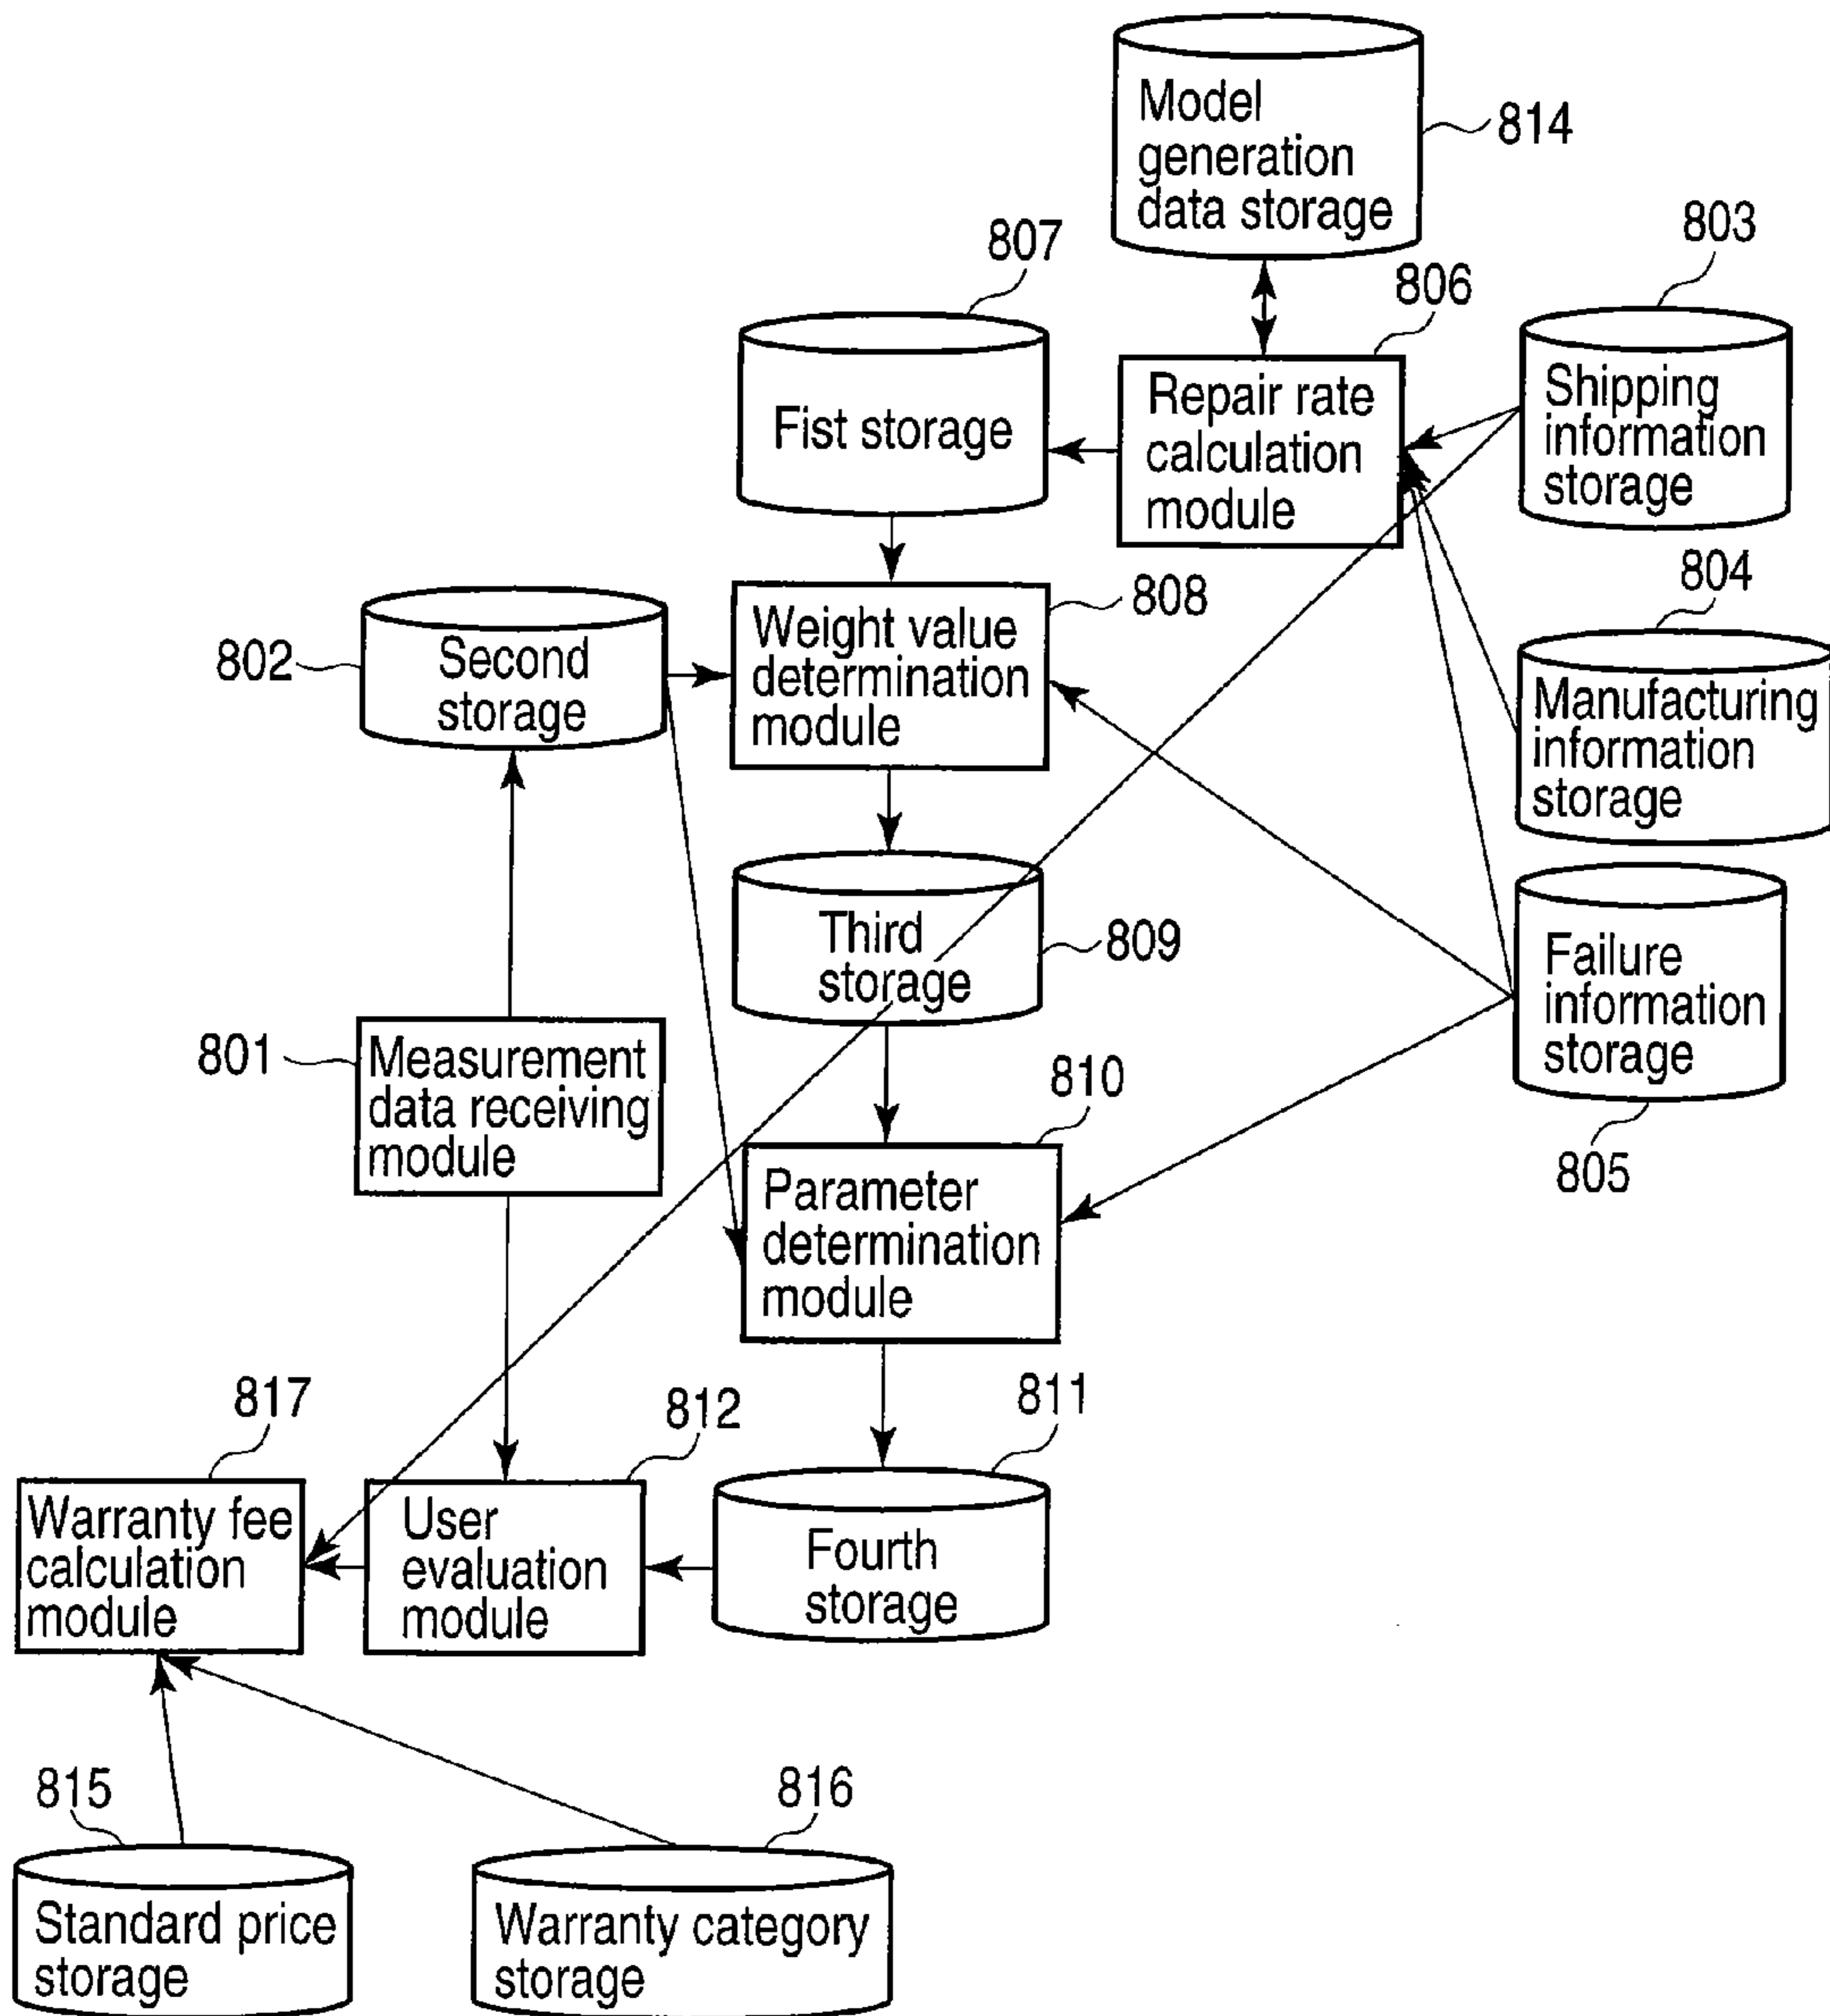 Model
generation
data storage
814
807
806
803
Fist storage
Repair rate
calculation
module
Shipping
information
storage
804
802
Second
storage
Weight value
determination
module
808
Manufacturing
information
storage
Third
storage
809
Failure
information
storage
805
801
Measurement
data receiving
module
810
Parameter
determination
module
817
812
811
Warranty fee
calculation
module
User
evaluation
module
Fourth
storage
815
816
Standard price
storage
Warranty category
storage